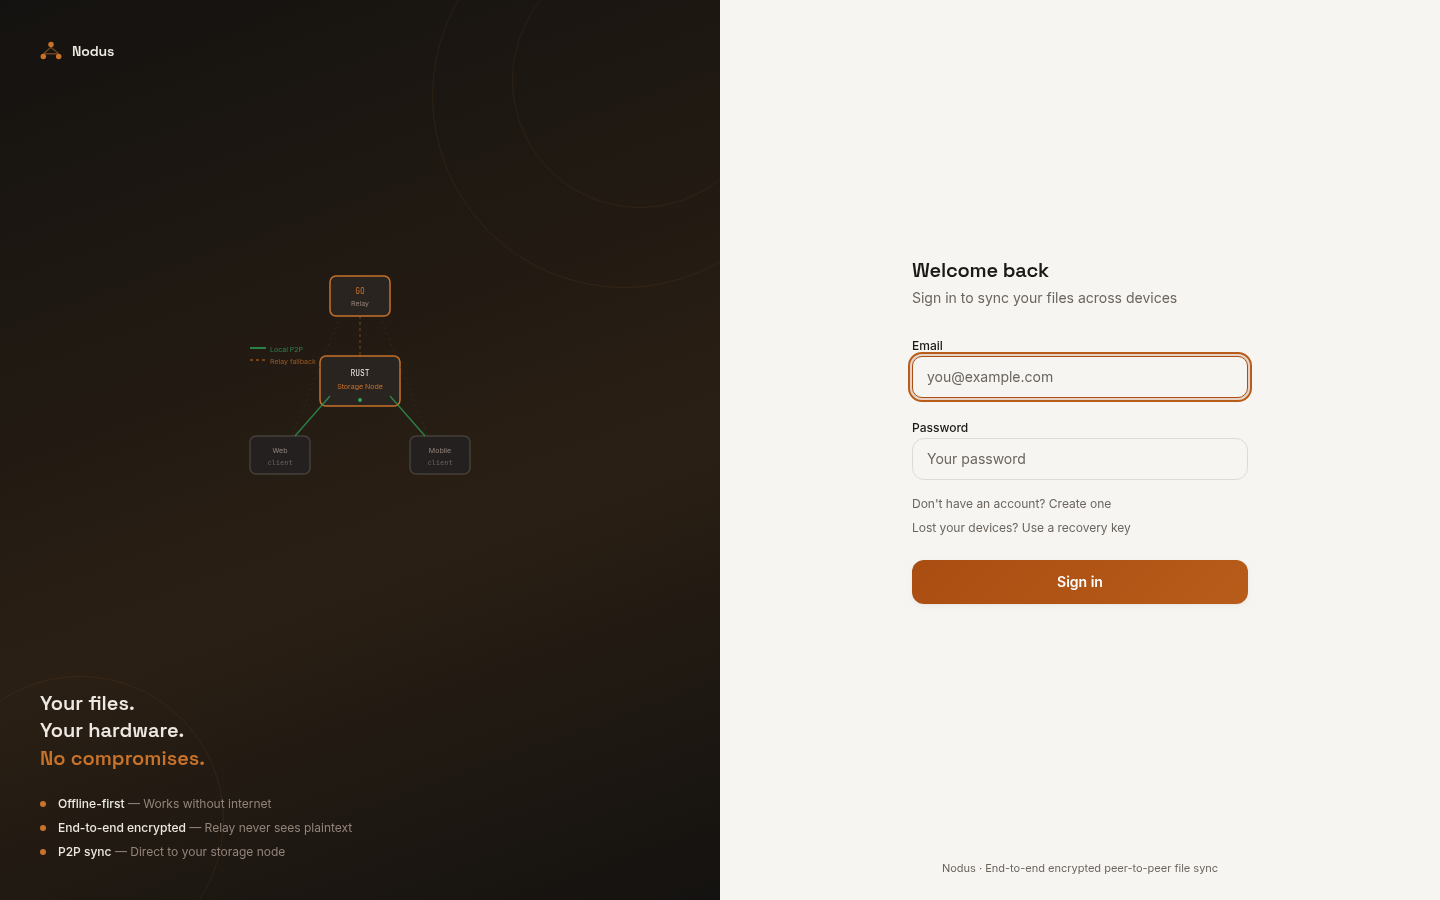 Nodus
GO
Relay
Local P2P
Relay fallback
RUST
Storage Node
Web
client
Mobile
client
Your files.
Your hardware.
No compromises.
Offline-first — Works without internet
End-to-end encrypted — Relay never sees plaintext
P2P sync — Direct to your storage node
Welcome back
Sign in to sync your files across devices
Email
you@example.com
Password
Your password
Don't have an account? Create one
Lost your devices? Use a recovery key
Sign in
Nodus · End-to-end encrypted peer-to-peer file sync